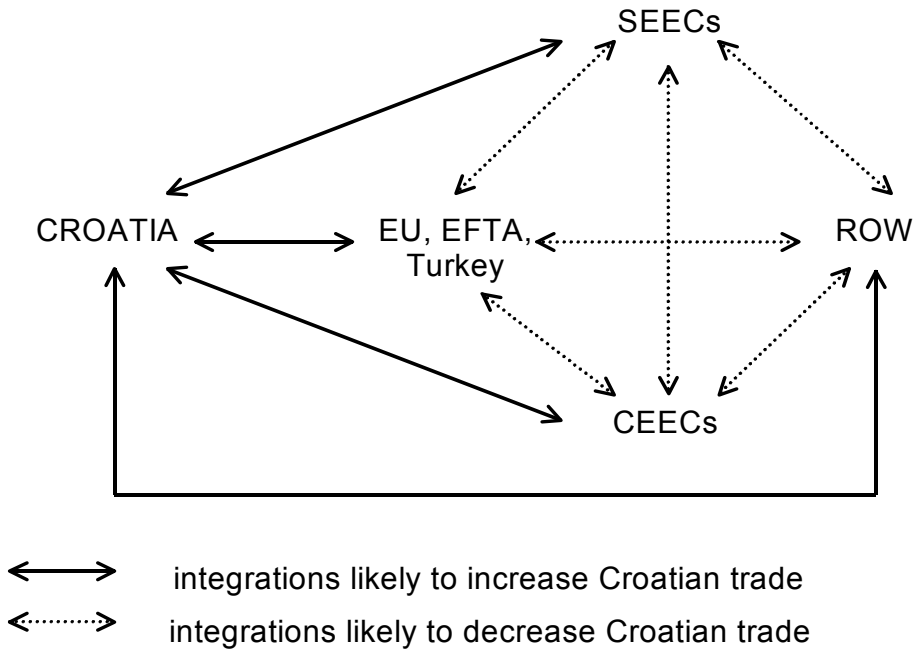 SEECs
CROATIA
EU, EFTA,
Turkey
ROW
CEECs
integrations likely to increase Croatian trade
integrations likely to decrease Croatian trade